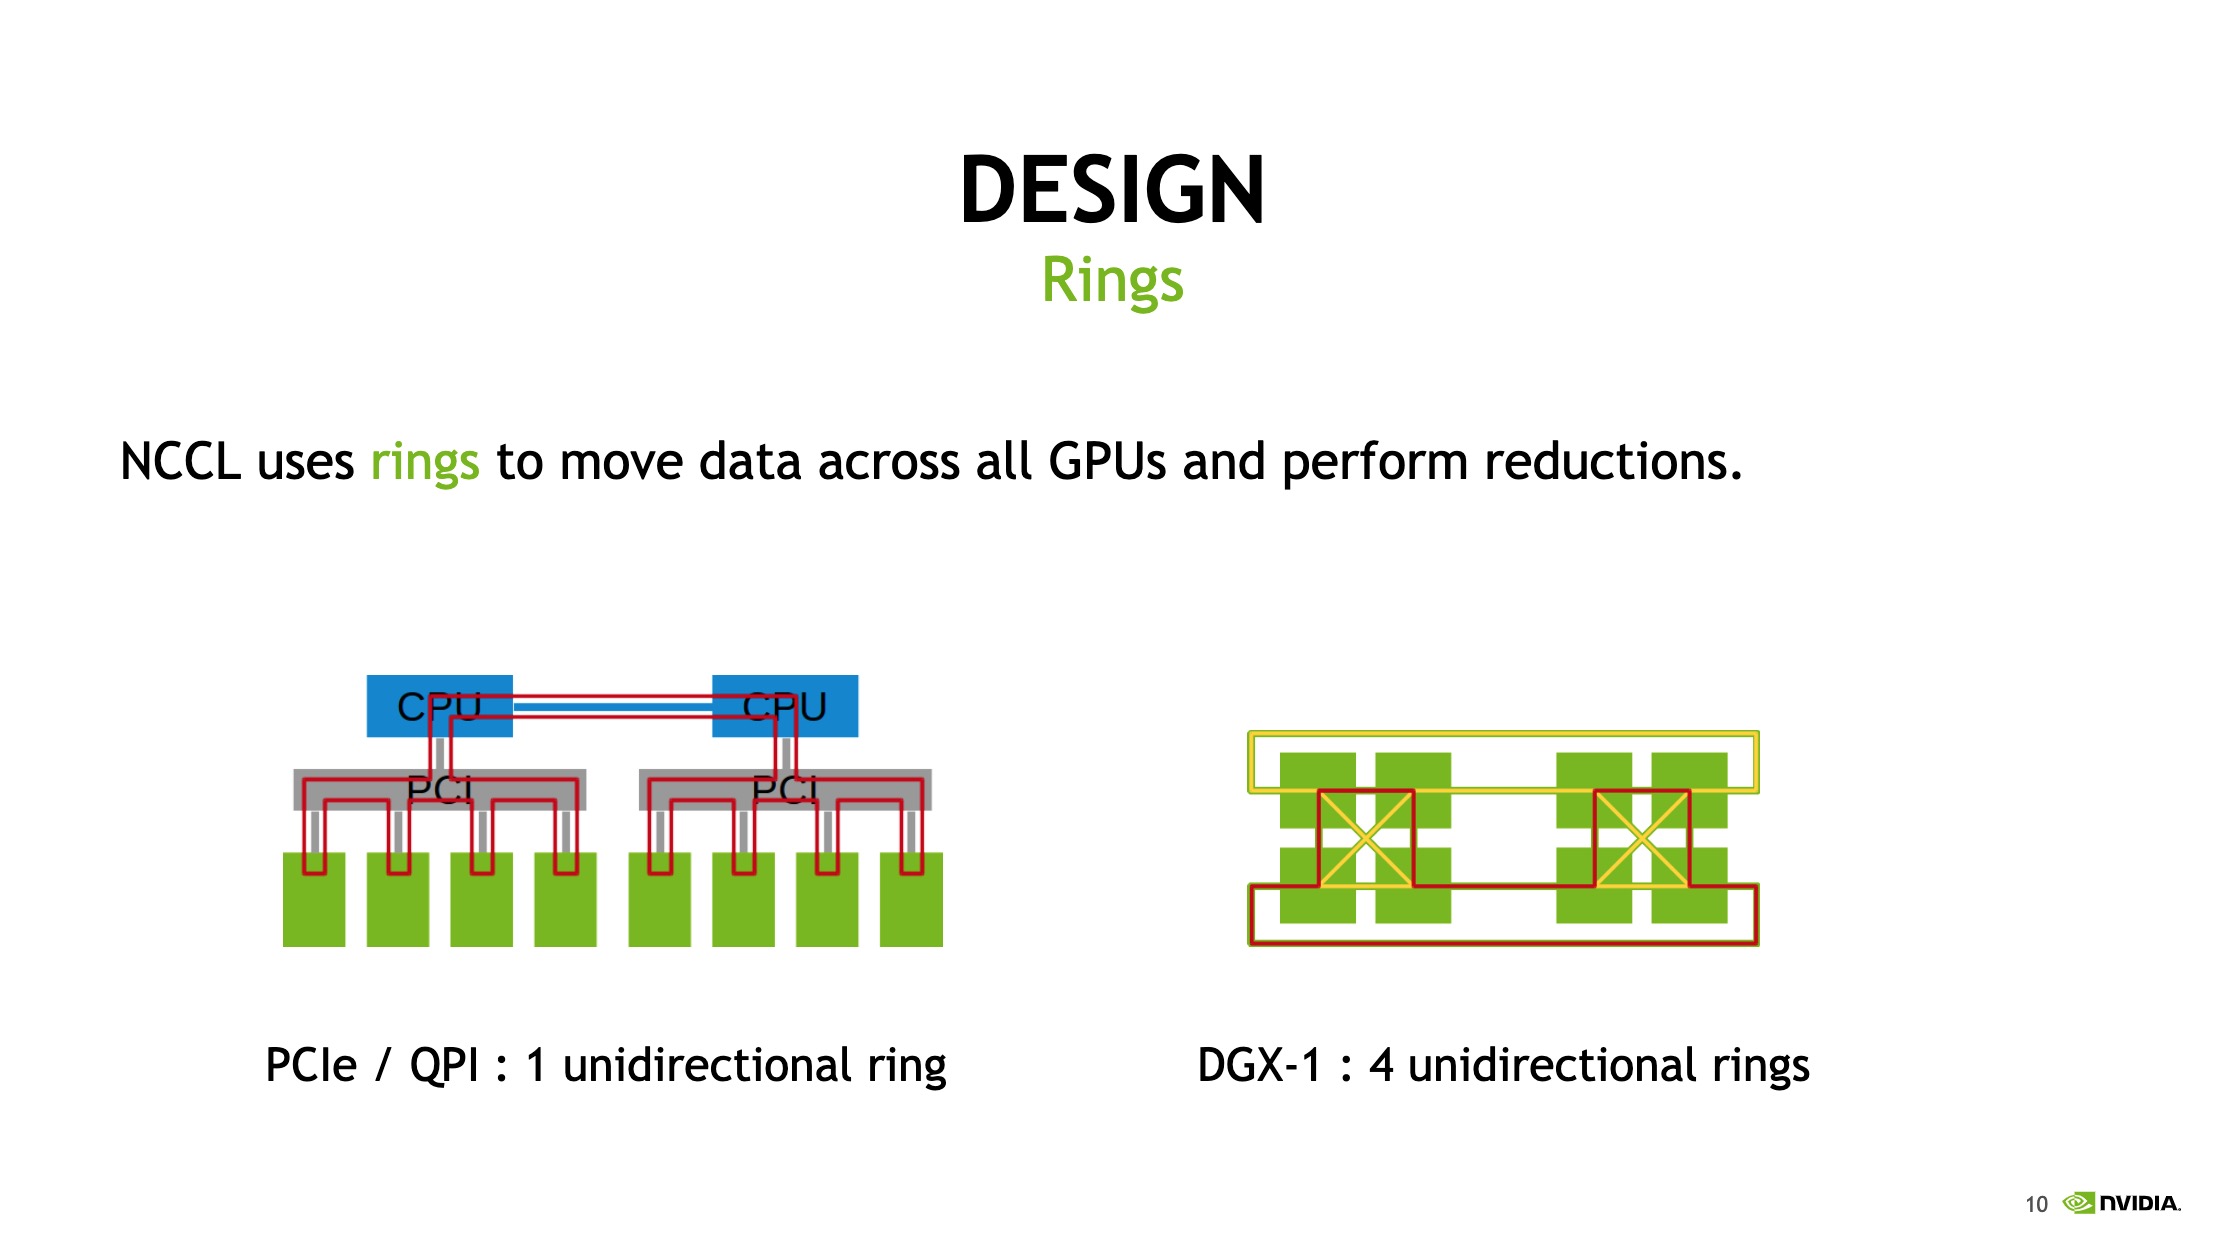 DESIGN
Rings
NCCL uses rings to move data across all GPUs and perform reductions.
CPU CPU
PCI PCI
PCIe / QPI : 1 unidirectional ring
DGX-1 : 4 unidirectional rings
10 NVIDIA.